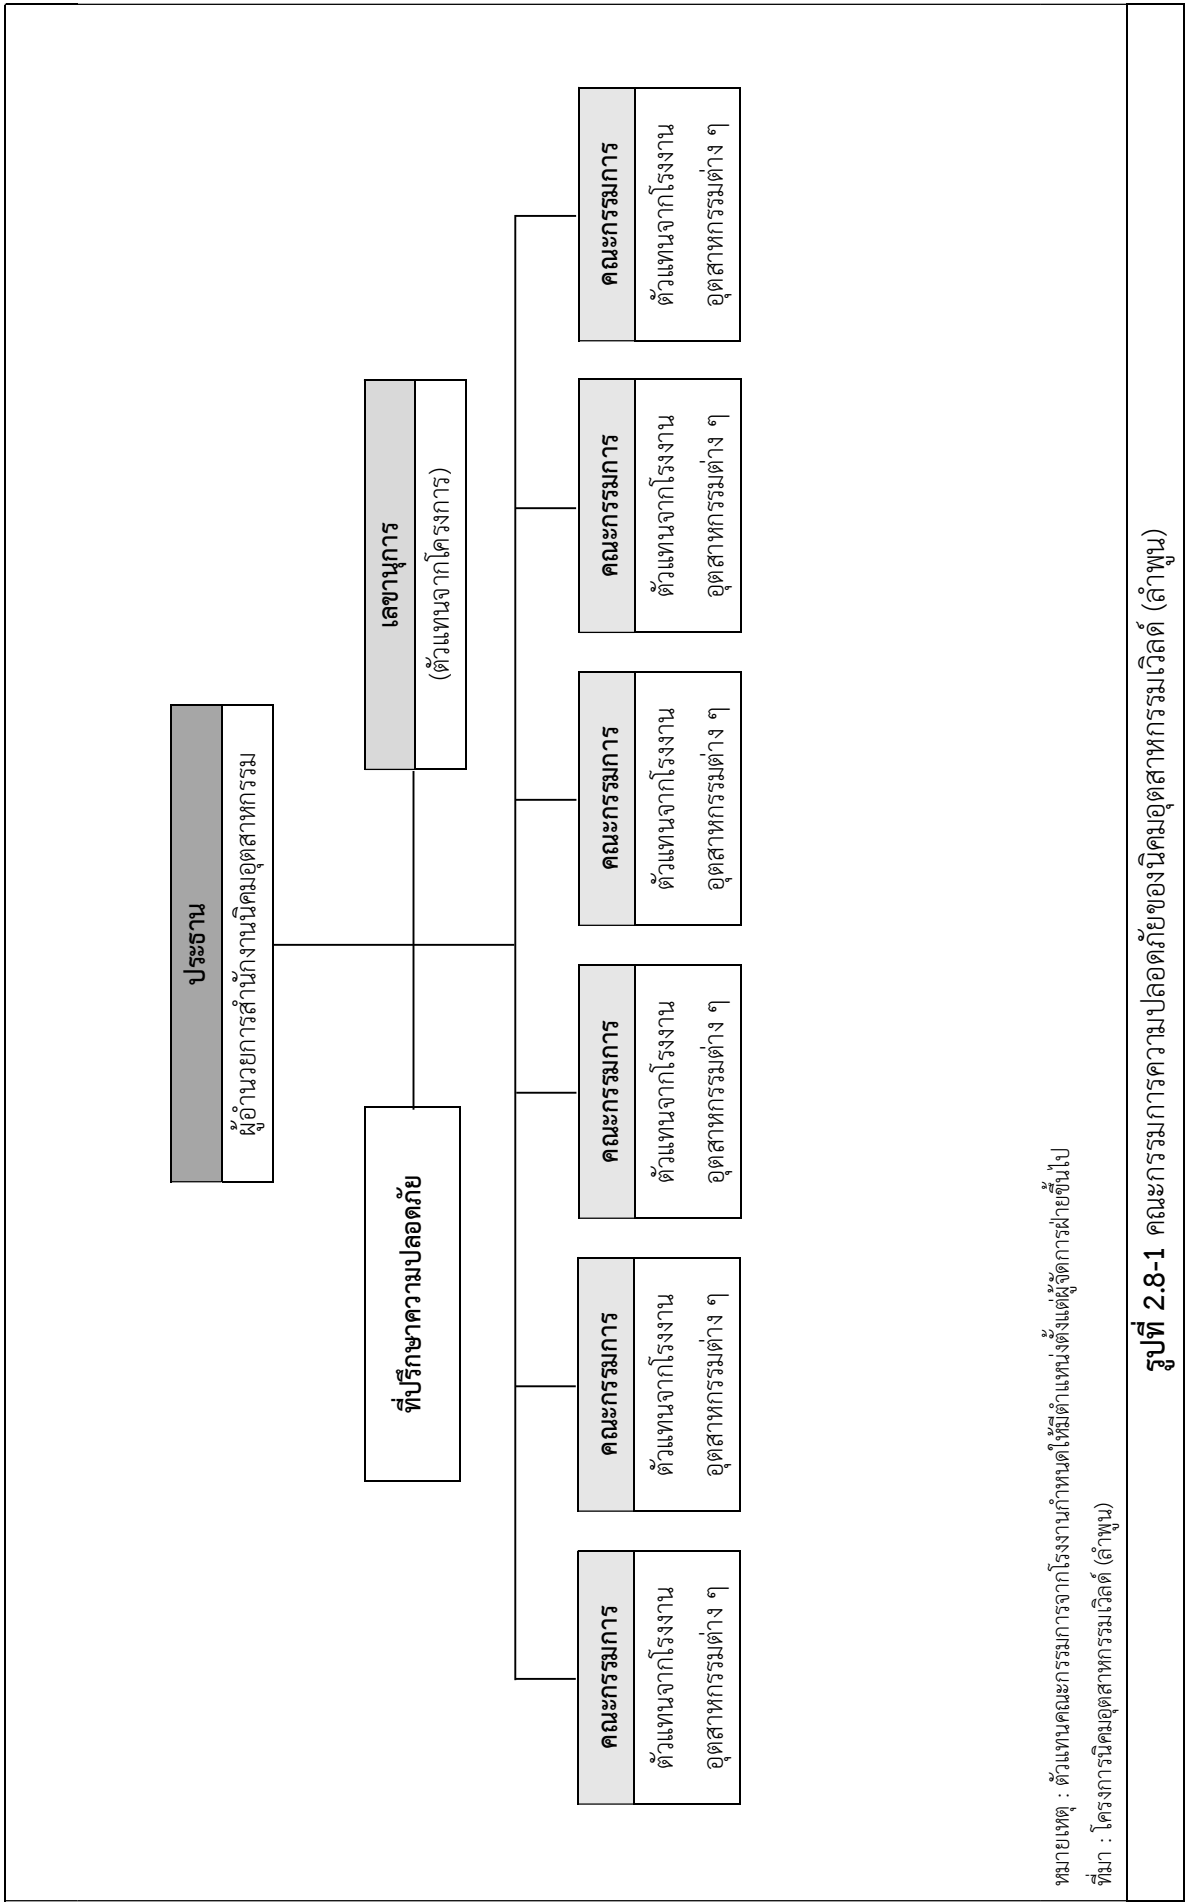 ประธาน
ผู้อำนวยการสำนักงานนิคมอุตสาหกรรม
ที่ปรึกษาความปลอดภัย
เลขานุการ
(ตัวแทนจากโครงการ)
คณะกรรมการ
ตัวแทนจากโรงงาน
อุตสาหกรรมต่าง ๆ
คณะกรรมการ
ตัวแทนจากโรงงาน
อุตสาหกรรมต่าง ๆ
คณะกรรมการ
ตัวแทนจากโรงงาน
อุตสาหกรรมต่าง ๆ
คณะกรรมการ
ตัวแทนจากโรงงาน
อุตสาหกรรมต่าง ๆ
คณะกรรมการ
ตัวแทนจากโรงงาน
อุตสาหกรรมต่าง ๆ
คณะกรรมการ
ตัวแทนจากโรงงาน
อุตสาหกรรมต่าง ๆ
หมายเหตุ : ตัวแทนคณะกรรมการจากโรงงานกำหนดให้มีตำแหน่งตั้งแต่ผู้จัดการฝ่ายขึ้นไป
ที่มา : โครงการนิคมอุตสาหกรรมเวิลด์ (ลำพูน)
รูปที่ 2.8-1 คณะกรรมการความปลอดภัยของนิคมอุตสาหกรรมเวิลด์ (ลำพูน)